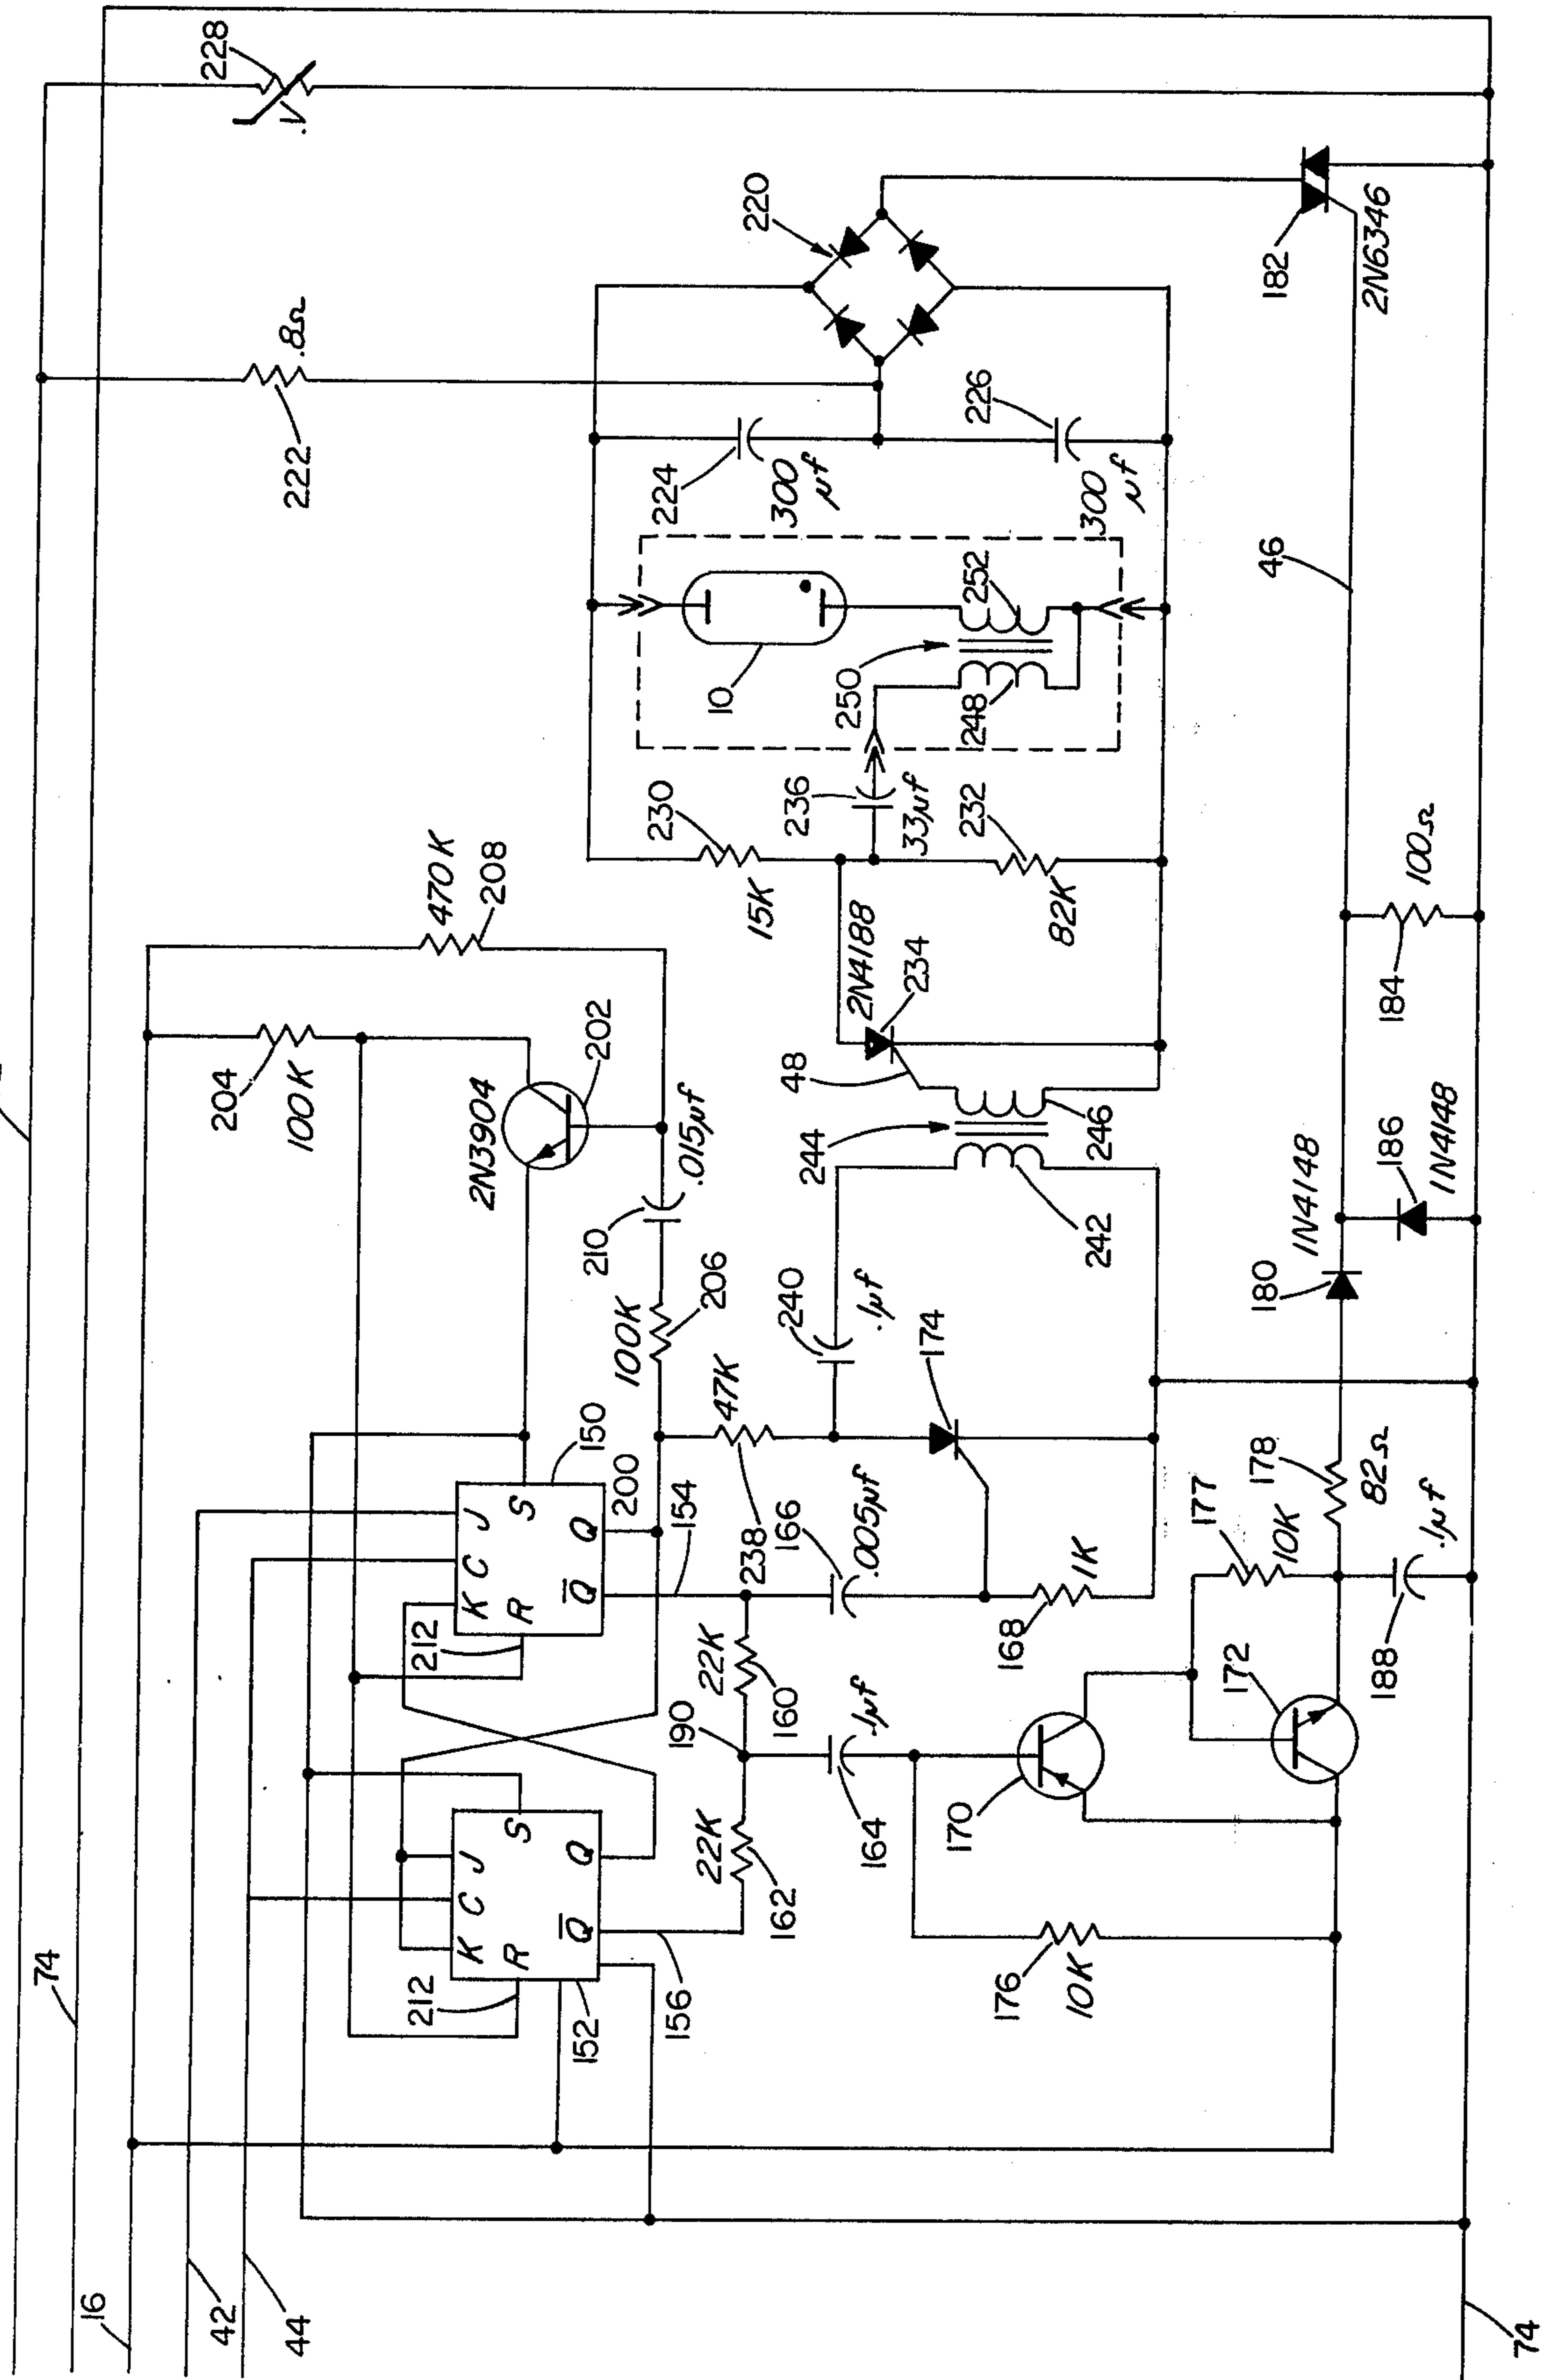 74
16
42
44
228
.V
222
.8Ω
204
100K
470K
208
2N3904
202
K C J
R S
Q̄ Q
212
152
156
K C J
R S
Q̄ Q
212
150
200
154
210
.015µf
100K
206
22K
162
190
22K
160
47K
238
166
.005µf
164
.1µf
240
.1µf
174
170
176
10K
168
1K
177
10K
172
178
82Ω
188
.1µf
244
242
246
48
2N4188
234
230
15K
236
33µf
232
82K
10
250
248
252
224
300
µf
226
300
µf
220
182
2N6346
46
180
1N4148
186
1N4148
184
100Ω
74